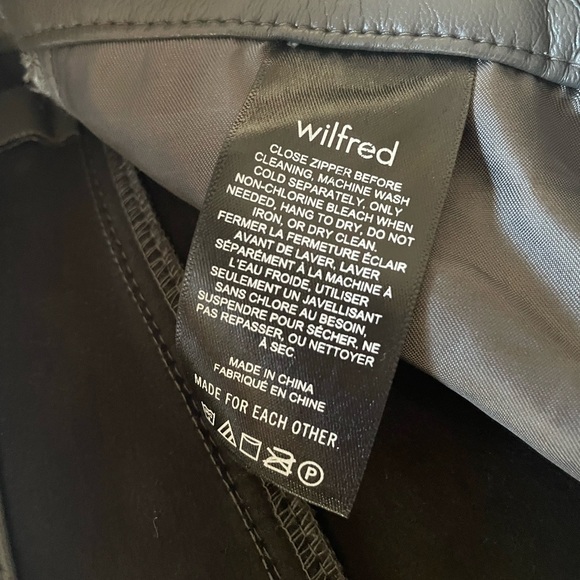 wilfred
CLOSE ZIPPER BEFORE
CLEANING, MACHINE WASH
COLD SEPARATELY, ONLY
NON-CHLORINE BLEACH WHEN
NEEDED, HANG TO DRY, DO NOT
IRON, OR DRY CLEAN.
FERMER LA FERMETURE ÉCLAIR
AVANT DE LAVER, LAVER
SÉPARÉMENT À LA MACHINE À
L'EAU FROIDE, UTILISER
SEULEMENT UN JAVELLISANT
SANS CHLORE AU BESOIN,
SUSPENDRE POUR SÉCHER, NE
PAS REPASSER, OU NETTOYER
À SEC.
MADE IN CHINA
FABRIQUÉ EN CHINE
MADE FOR EACH OTHER.
P